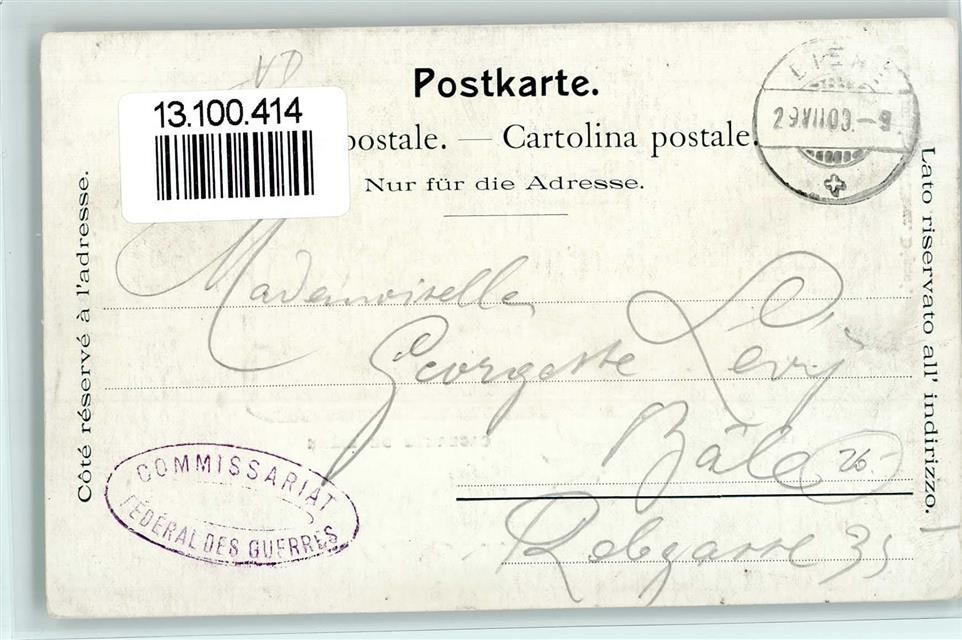 Postkarte.
13.100.414
postale. — Cartolina postale.
Nur für die Adresse.
29.VII.03.-9
Côté réservé à l'adresse.
Lato riservato all' indirizzo.
Mademoiselle
Georgette Levy
Bâle
26.-
Rebgasse 35
COMMISSARIAT
FÉDÉRAL DES GUERRES